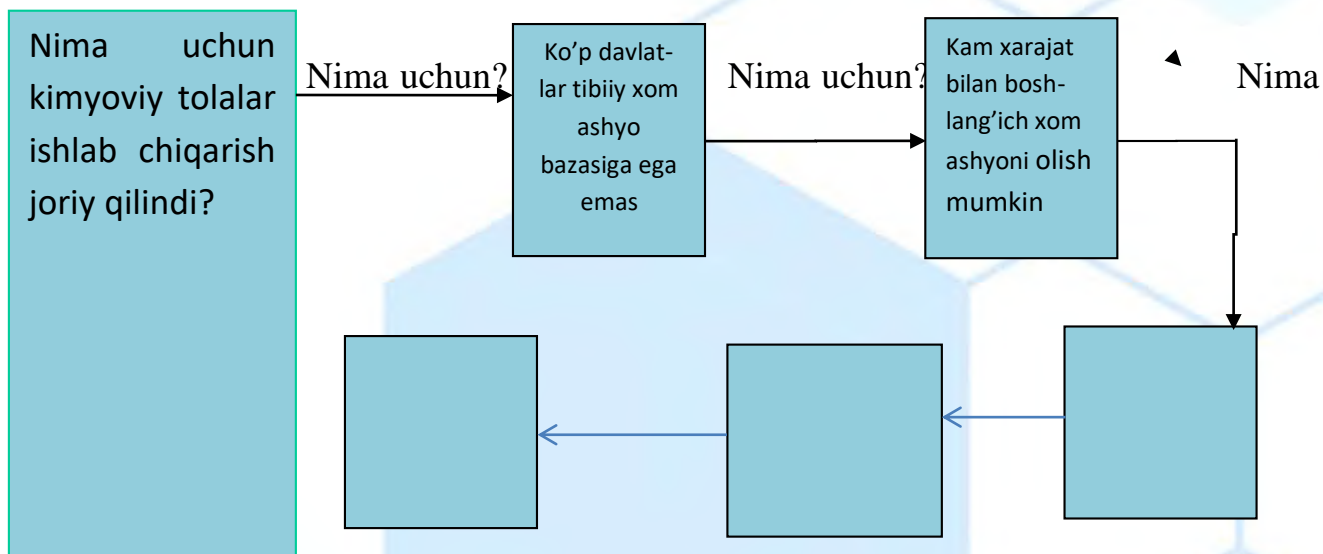 Nima uchun
kimyoviy tolalar
ishlab chiqarish
joriy qilindi?
Nima uchun?
Ko’p davlat-
lar tibiiy xom
ashyo
bazasiga ega
emas
Nima uchun?
Kam xarajat
bilan bosh-
lang’ich xom
ashyoni olish
mumkin
Nima